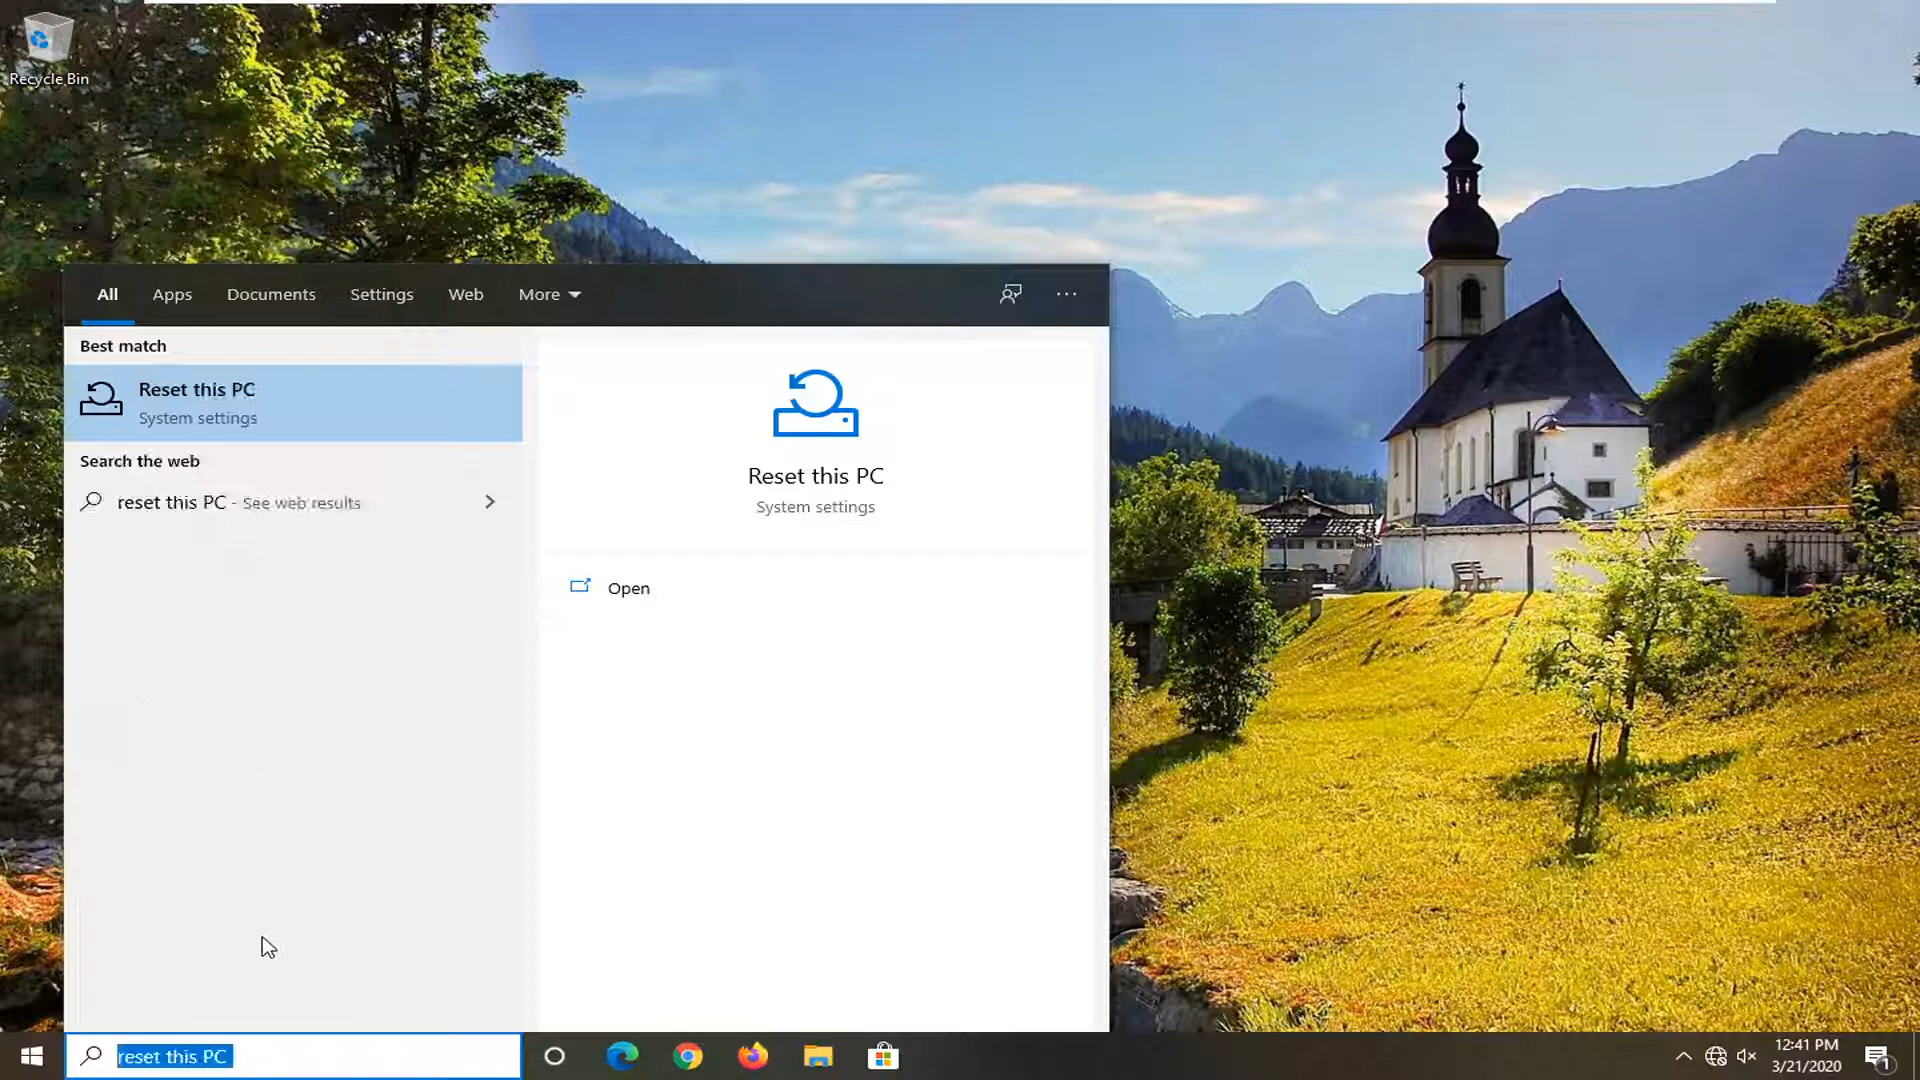 Recycle Bin
All Apps Documents Settings Web More
Best match
Reset this PC
System settings
Search the web
reset this PC - See web results
Reset this PC
System settings
Open
reset this PC
12:41 PM
3/21/2020
1